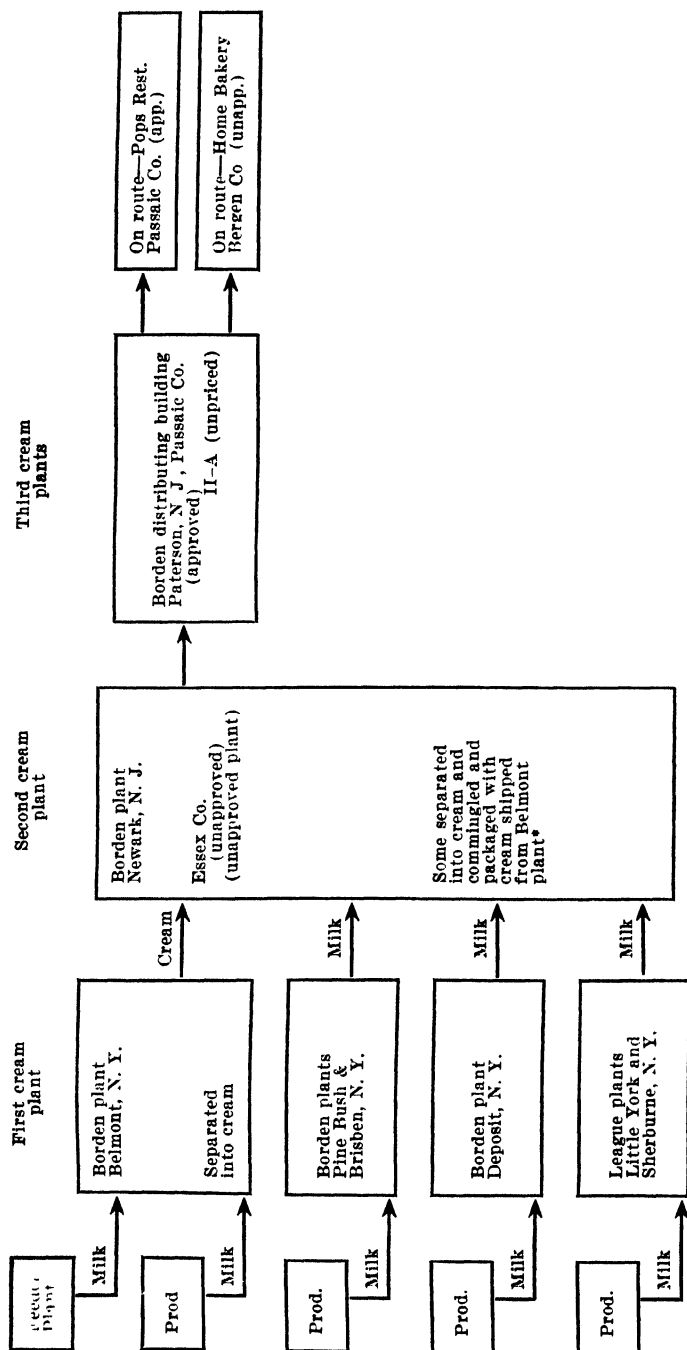 First cream
plant
Second cream
plant
Third cream
plants
Plant
Milk
Prod
Milk
Borden plant
Belmont, N. Y.
Separated
into cream
Cream
Prod.
Milk
Borden plants
Pine Bush &
Brisben, N. Y.
Milk
Prod.
Milk
Borden plant
Deposit, N. Y.
Milk
Prod.
Milk
League plants
Little York and
Sherburne, N. Y.
Milk
Borden plant
Newark, N. J.
Essex Co.
(unapproved)
(unapproved plant)
Some separated
into cream and
commingled and
packaged with
cream shipped
from Belmont
plant*
Borden distributing building
Paterson, N J , Passaic Co.
(approved)
II-A (unpriced)
On route—Pops Rest.
Passaic Co. (app.)
On route—Home Bakery
Bergen Co (unapp.)